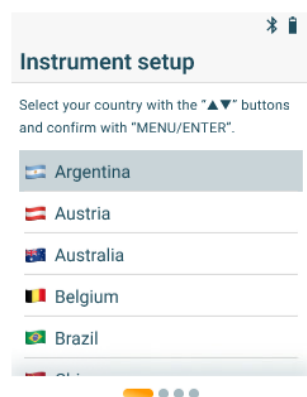 Instrument setup
Select your country with the “▲▼” buttons
and confirm with “MENU/ENTER”.
Argentina
Austria
Australia
Belgium
Brazil